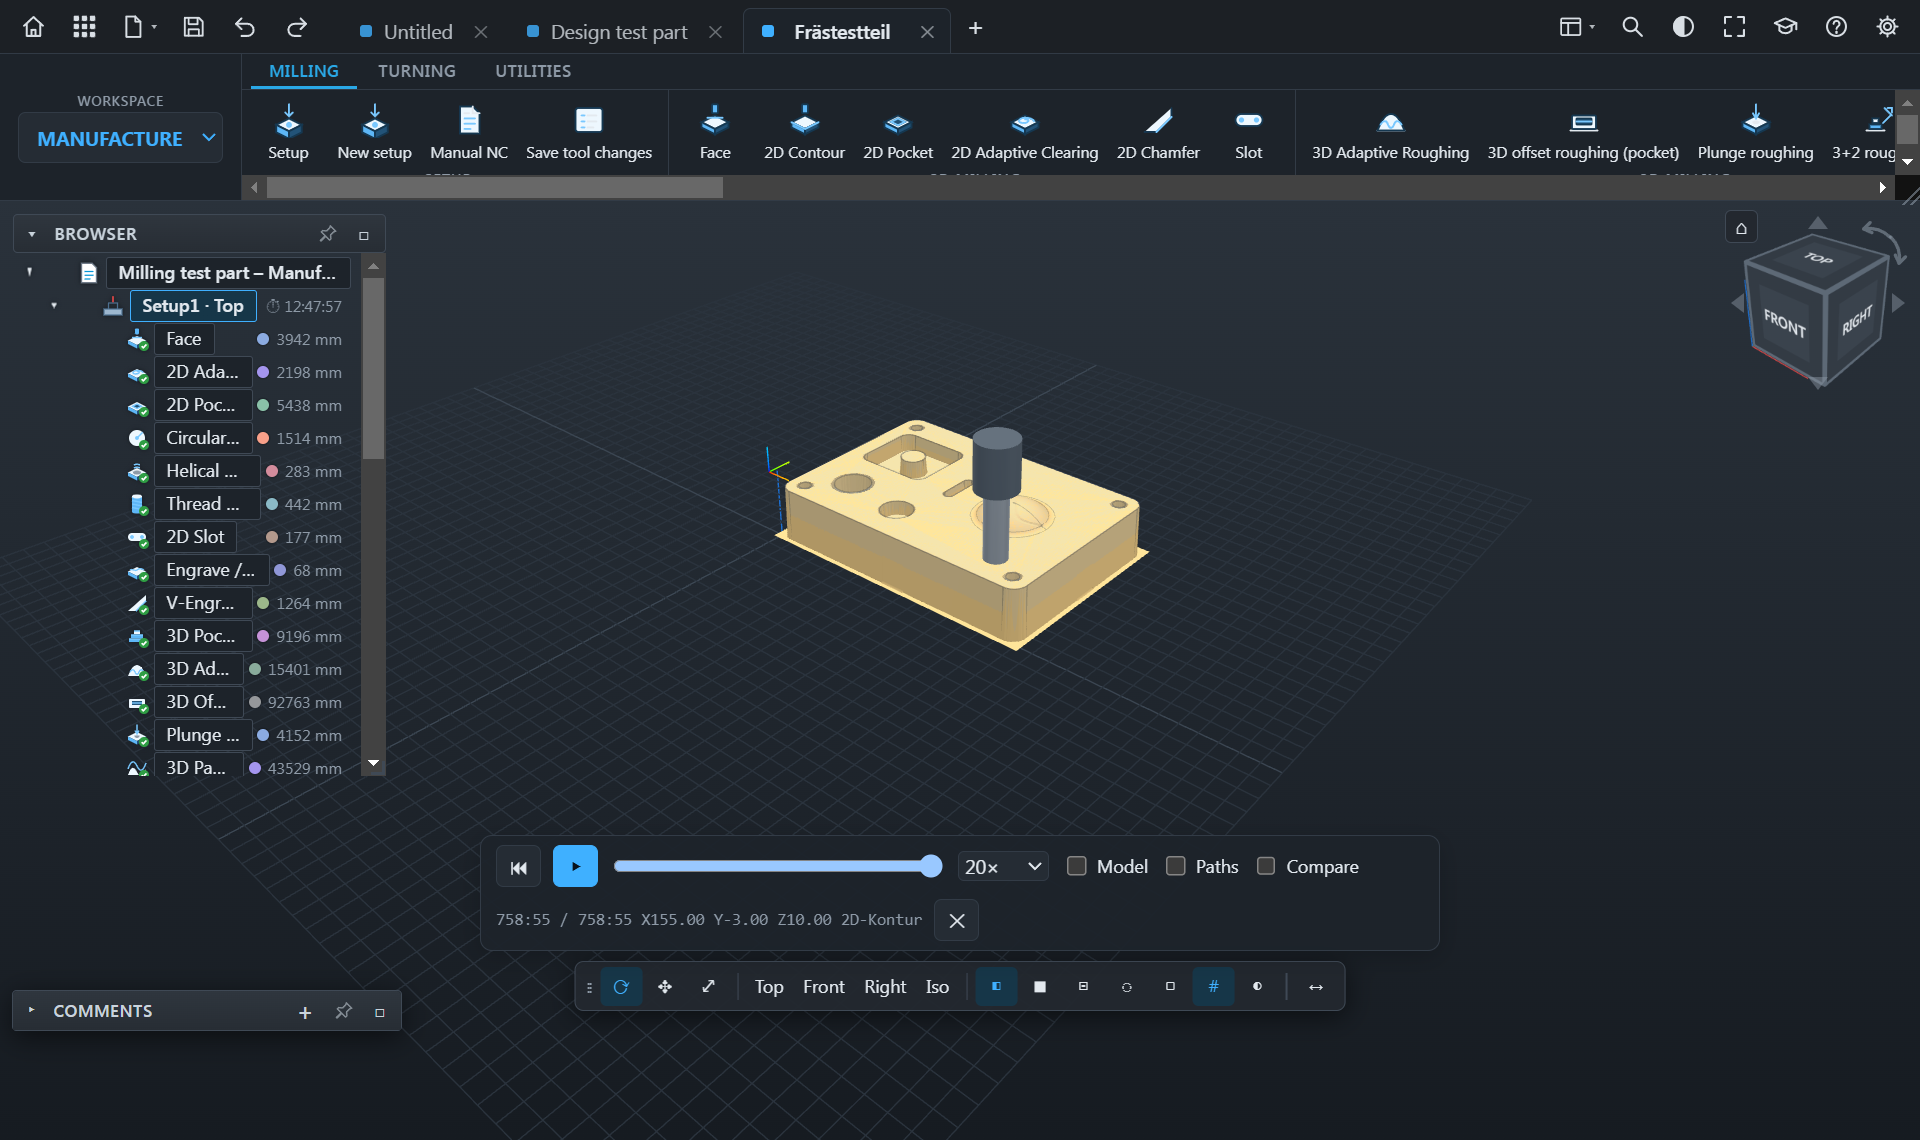 Untitled
Design test part
Frästestteil
WORKSPACE
MANUFACTURE
MILLING
TURNING
UTILITIES
Setup
New setup
Manual NC
Save tool changes
Face
2D Contour
2D Pocket
2D Adaptive Clearing
2D Chamfer
Slot
3D Adaptive Roughing
3D offset roughing (pocket)
Plunge roughing
3+2 roug
BROWSER
Milling test part – Manuf...
Setup1 · Top 12:47:57
Face 3942 mm
2D Ada... 2198 mm
2D Poc... 5438 mm
Circular... 1514 mm
Helical ... 283 mm
Thread ... 442 mm
2D Slot 177 mm
Engrave /... 68 mm
V-Engr... 1264 mm
3D Poc... 9196 mm
3D Ad... 15401 mm
3D Of... 92763 mm
Plunge ... 4152 mm
3D Pa... 43529 mm
TOP
FRONT
RIGHT
20×
Model
Paths
Compare
758:55 / 758:55 X155.00 Y-3.00 Z10.00 2D-Kontur
Top
Front
Right
Iso
#
COMMENTS